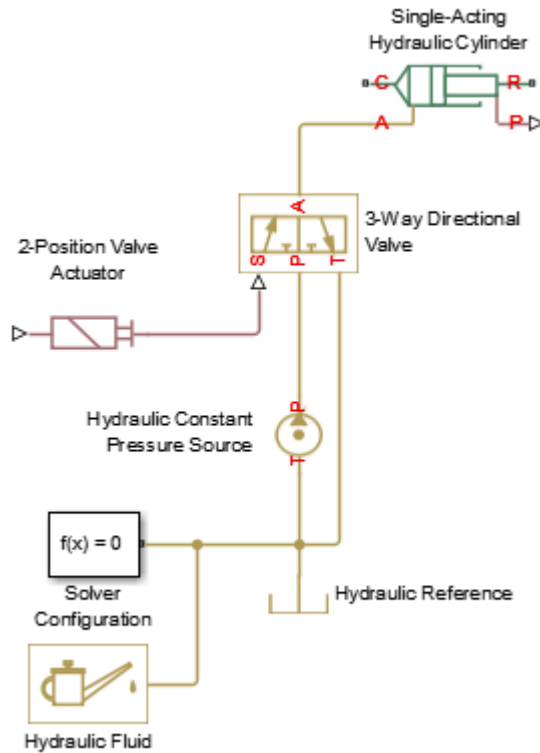 Single-Acting
Hydraulic Cylinder
C
R
A
P
A
3-Way Directional
Valve
S
P
T
2-Position Valve
Actuator
P
Hydraulic Constant
Pressure Source
T
f(x) = 0
Solver
Configuration
Hydraulic Reference
Hydraulic Fluid